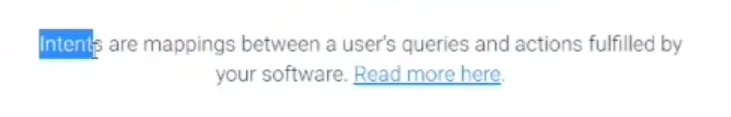 Intents are mappings between a user's queries and actions fulfilled by
your software. Read more here.